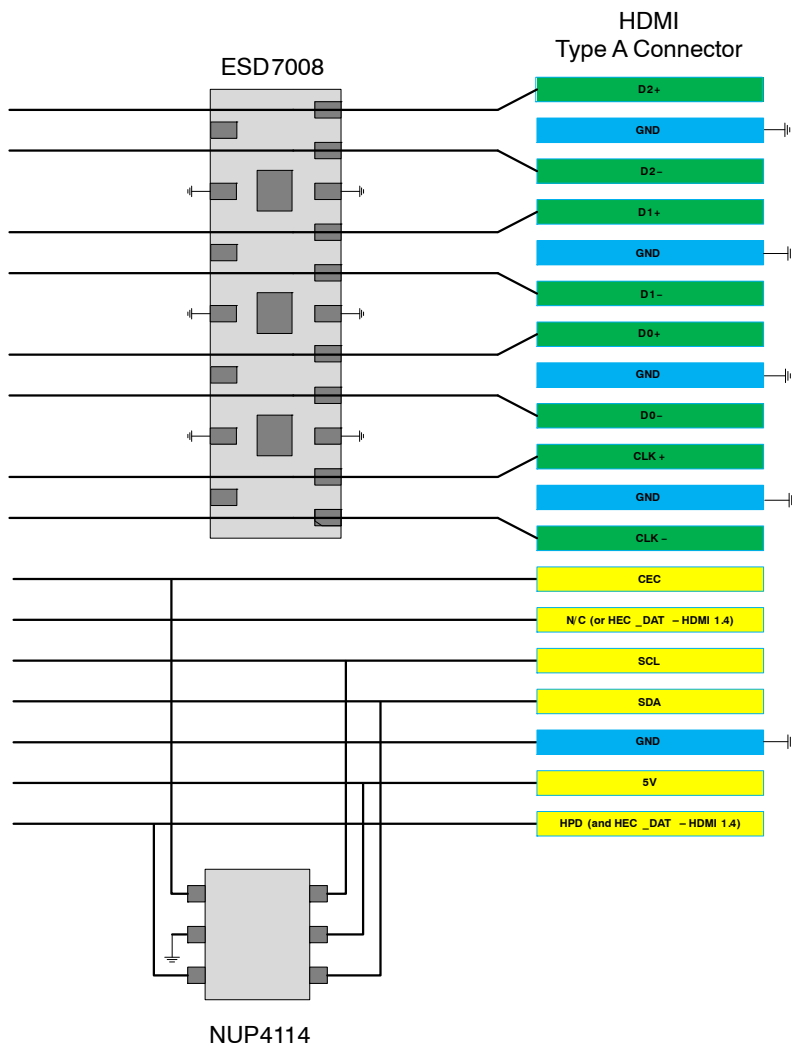 HDMI
Type A Connector
ESD7008
D2+
GND
D2−
D1+
GND
D1−
D0+
GND
D0−
CLK +
GND
CLK −
CEC
N/C (or HEC _DAT – HDMI 1.4)
SCL
SDA
GND
5V
HPD (and HEC _DAT – HDMI 1.4)
NUP4114